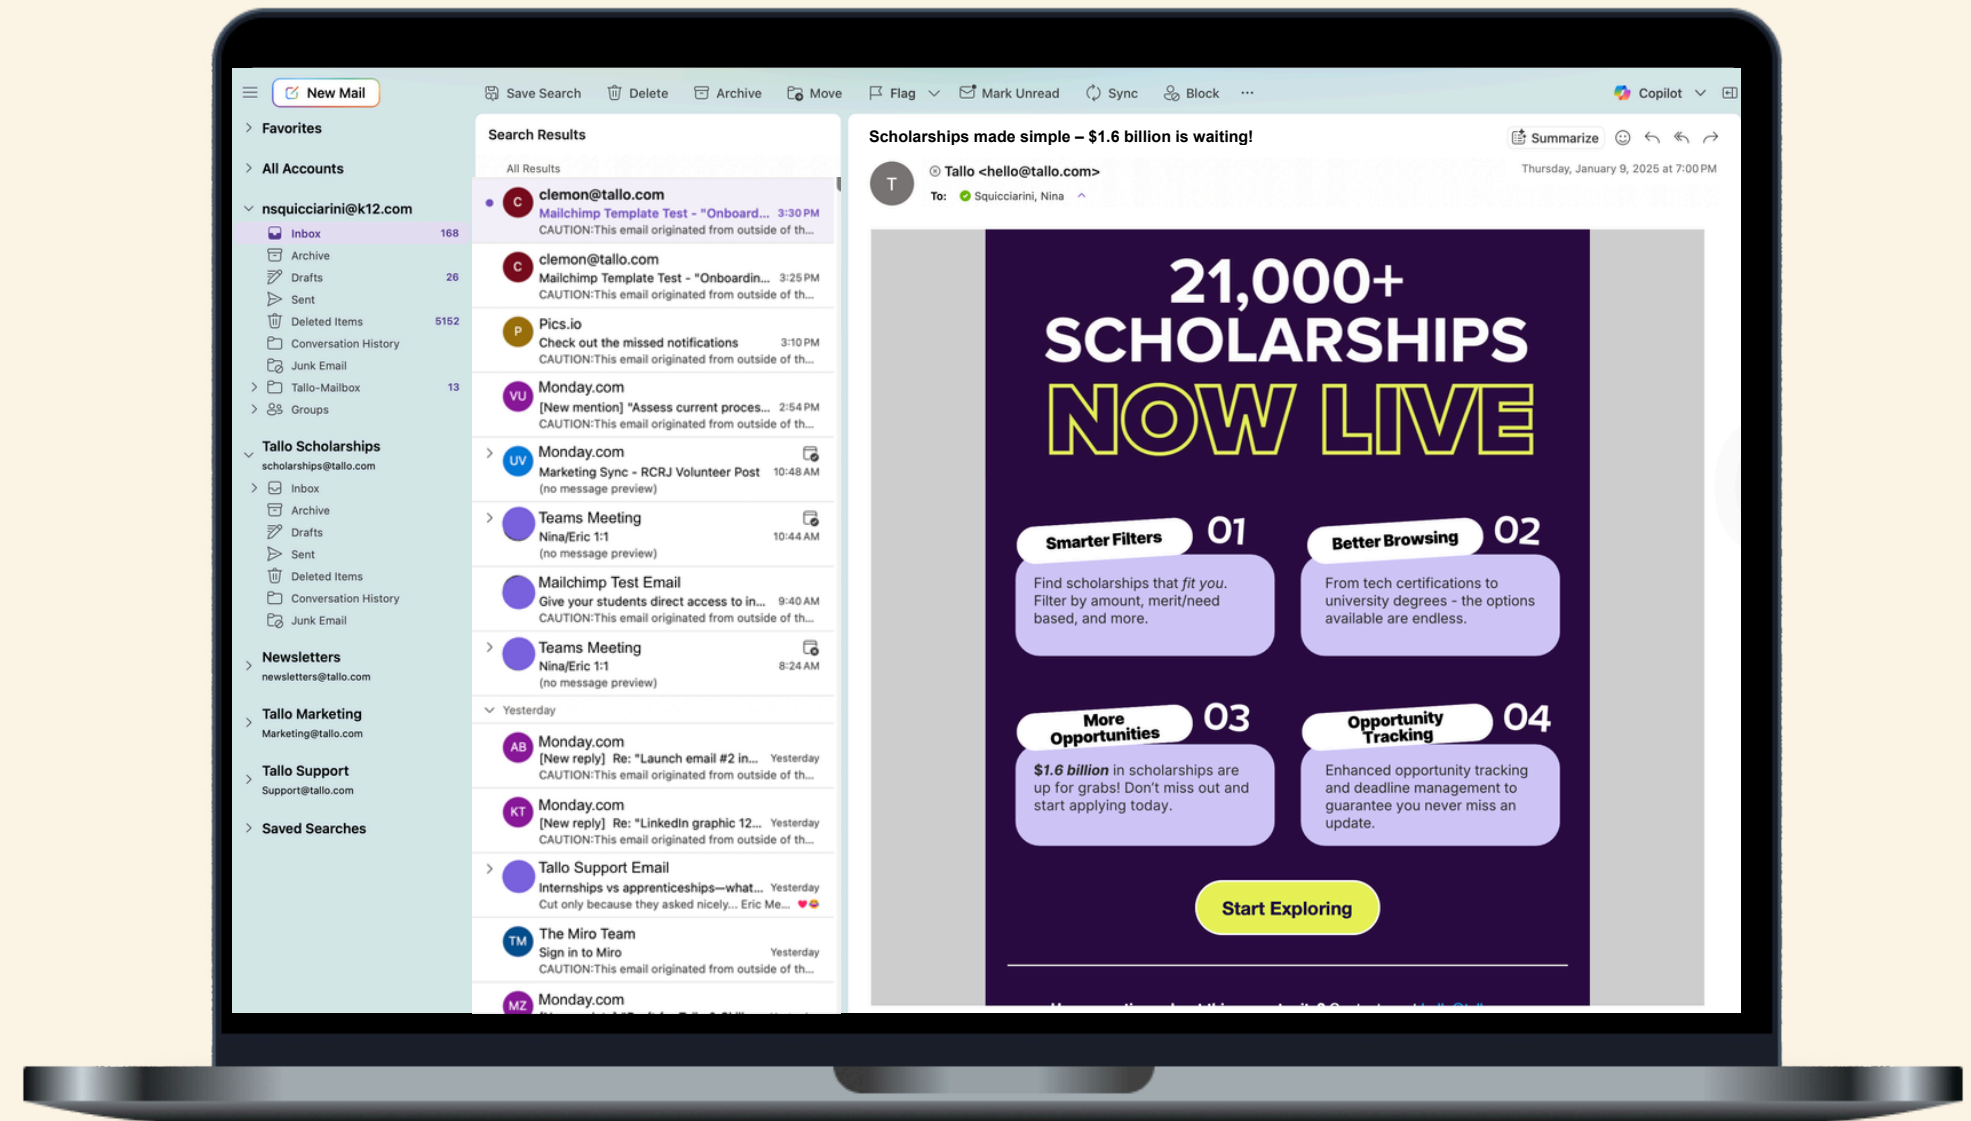 New Mail
Save Search
Delete
Archive
Move
Flag
Mark Unread
Sync
Block
Copilot
Favorites
All Accounts
nsquicciarini@k12.com
Inbox 168
Archive
Drafts 26
Sent
Deleted Items 5152
Conversation History
Junk Email
Tallo-Mailbox 13
Groups
Tallo Scholarships
scholarships@tallo.com
Inbox
Archive
Drafts
Sent
Deleted Items
Conversation History
Junk Email
Newsletters
newsletters@tallo.com
Tallo Marketing
Marketing@tallo.com
Tallo Support
Support@tallo.com
Saved Searches
Search Results
All Results
C
clemon@tallo.com
Mailchimp Template Test - "Onboard... 3:30 PM
CAUTION:This email originated from outside of th...
C
clemon@tallo.com
Mailchimp Template Test - "Onboardin... 3:25 PM
CAUTION:This email originated from outside of th...
P
Pics.io
Check out the missed notifications 3:10 PM
CAUTION:This email originated from outside of th...
VU
Monday.com
[New mention] "Assess current proces... 2:54 PM
CAUTION:This email originated from outside of th...
UV
Monday.com
Marketing Sync - RCRJ Volunteer Post 10:48 AM
(no message preview)
Teams Meeting
Nina/Eric 1:1 10:44 AM
(no message preview)
Mailchimp Test Email
Give your students direct access to in... 9:40 AM
CAUTION:This email originated from outside of th...
Teams Meeting
Nina/Eric 1:1 8:24 AM
(no message preview)
Yesterday
AB
Monday.com
[New reply] Re: "Launch email #2 in... Yesterday
CAUTION:This email originated from outside of th...
KT
Monday.com
[New reply] Re: "LinkedIn graphic 12... Yesterday
CAUTION:This email originated from outside of th...
Tallo Support Email
Internships vs apprenticeships—what... Yesterday
Cut only because they asked nicely... Eric Me...
TM
The Miro Team
Sign in to Miro Yesterday
CAUTION:This email originated from outside of th...
MZ
Monday.com
Scholarships made simple – $1.6 billion is waiting!
Summarize
T
Tallo <hello@tallo.com>
Thursday, January 9, 2025 at 7:00 PM
To: Squicciarini, Nina
21,000+
SCHOLARSHIPS
NOW LIVE
Smarter Filters 01
Find scholarships that fit you.
Filter by amount, merit/need
based, and more.
Better Browsing 02
From tech certifications to
university degrees - the options
available are endless.
More
Opportunities
03
$1.6 billion in scholarships are
up for grabs! Don't miss out and
start applying today.
Opportunity
Tracking
04
Enhanced opportunity tracking
and deadline management to
guarantee you never miss an
update.
Start Exploring